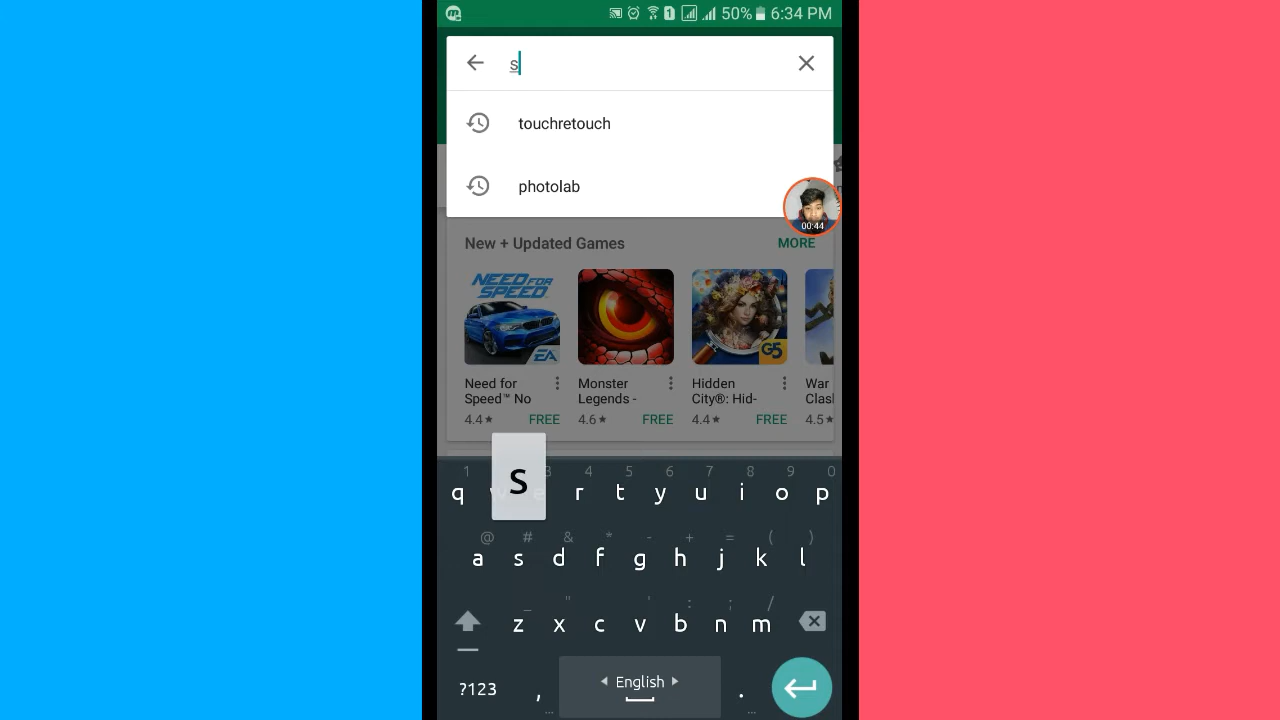 1 50% 6:34 PM
s
touchretouch
photolab
00:44
New + Updated Games MORE
NEED FOR SPEED
EA
G5
Need for Speed™ No
Monster Legends -
Hidden City®: Hid-
War Clas
4.4★ FREE
4.6★ FREE
4.4★ FREE
4.5★
s
1 3 4 5 6 7 8 9 0
q w e r t y u i o p
@ # & * - + = ( )
a s d f g h j k l
_ " ' : ; /
z x c v b n m
?123 , English .